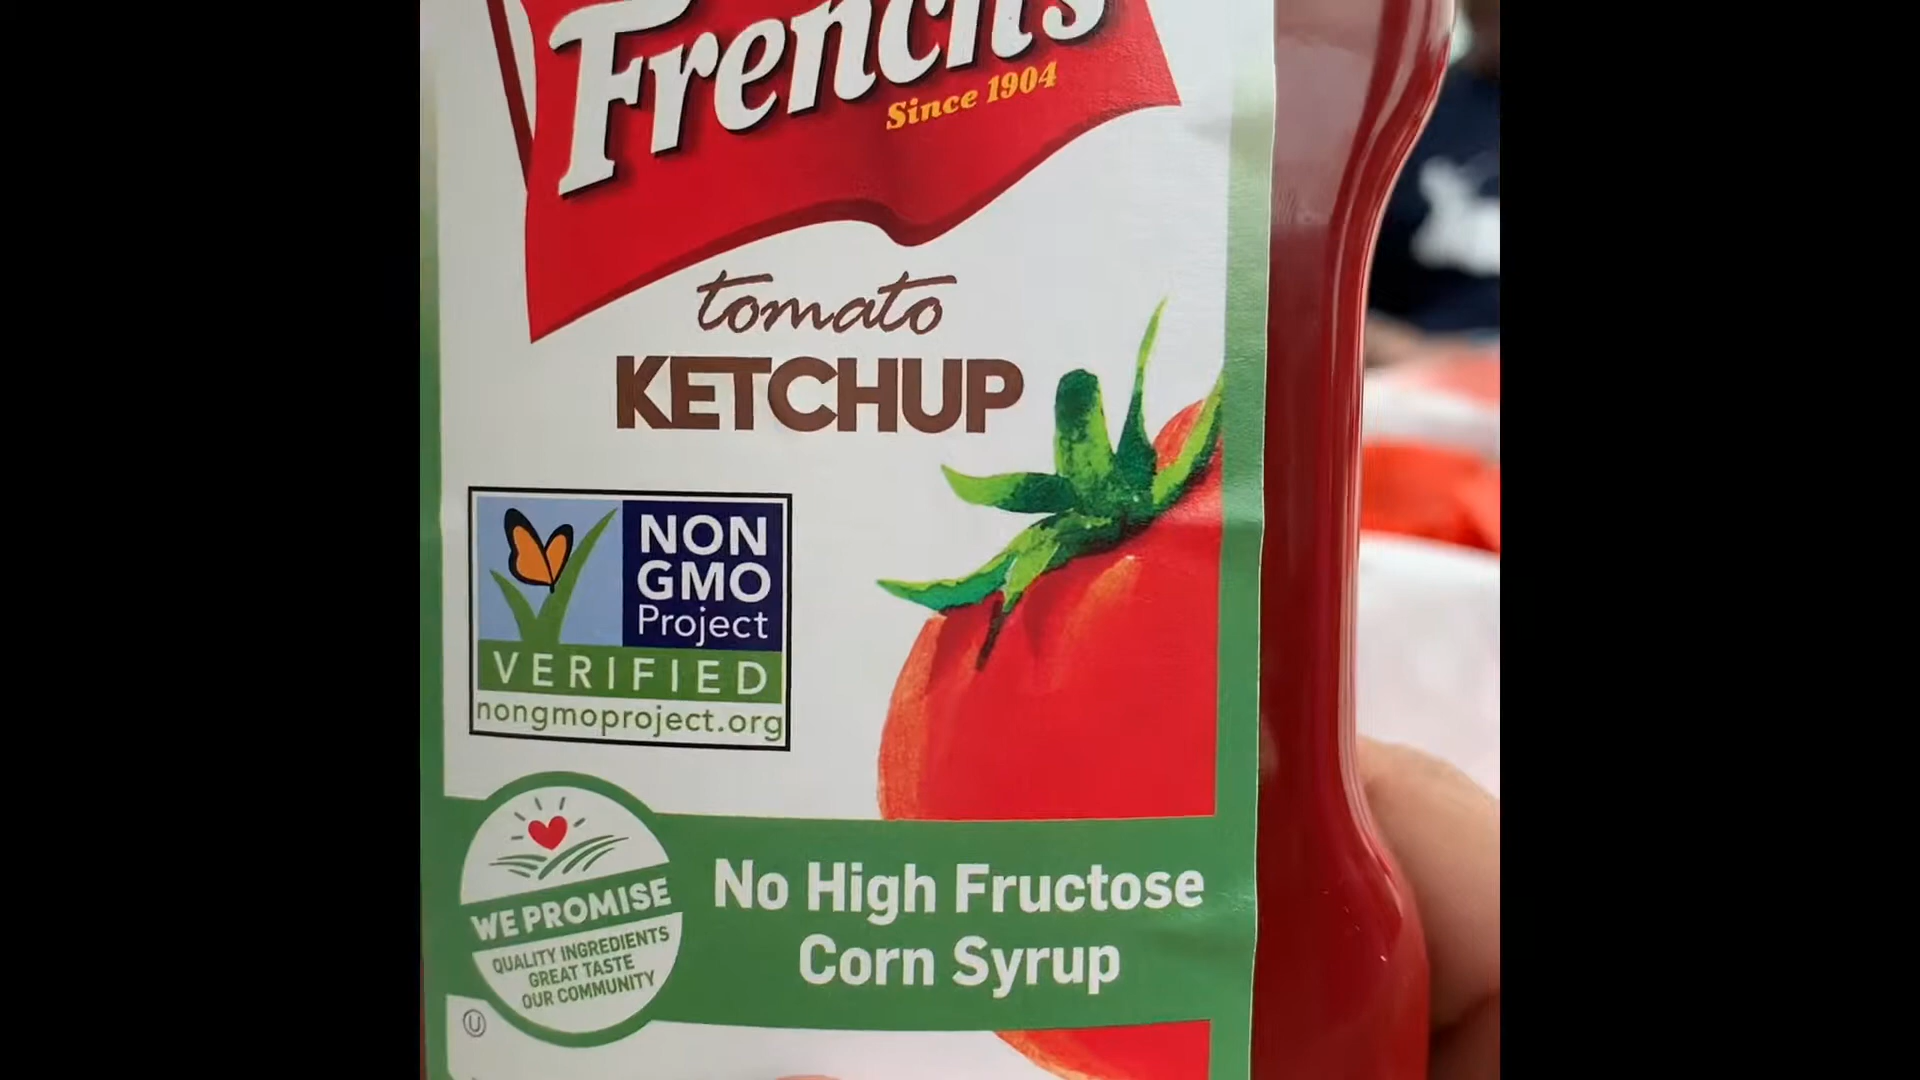 French's
Since 1904
tomato
KETCHUP
NON
GMO
Project
VERIFIED
nongmoproject.org
WE PROMISE
QUALITY INGREDIENTS
GREAT TASTE
OUR COMMUNITY
No High Fructose
Corn Syrup
U